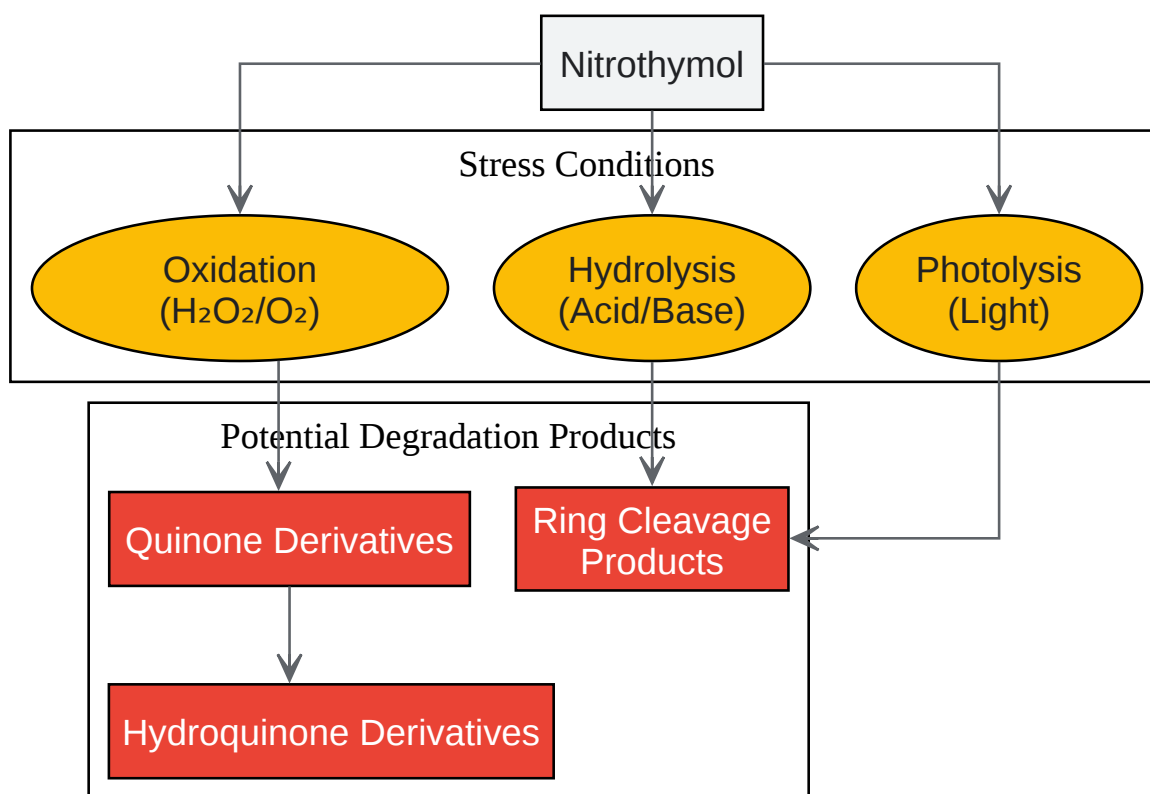 Nitrothymol
Stress Conditions
Oxidation
(H₂O₂/O₂)
Hydrolysis
(Acid/Base)
Photolysis
(Light)
Potential Degradation Products
Quinone Derivatives
Ring Cleavage
Products
Hydroquinone Derivatives